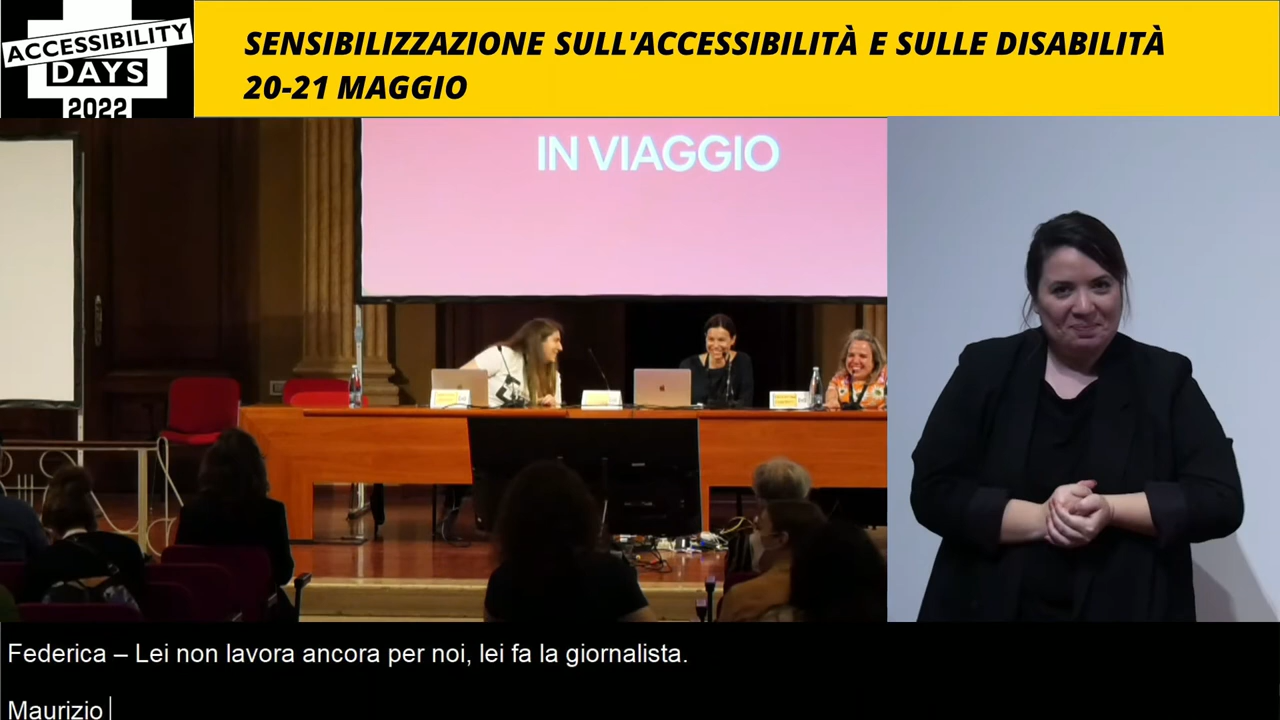 ACCESSIBILITY
DAYS
2022
SENSIBILIZZAZIONE SULL'ACCESSIBILITÀ E SULLE DISABILITÀ
20-21 MAGGIO
IN VIAGGIO
Federica – Lei non lavora ancora per noi, lei fa la giornalista.
Maurizio